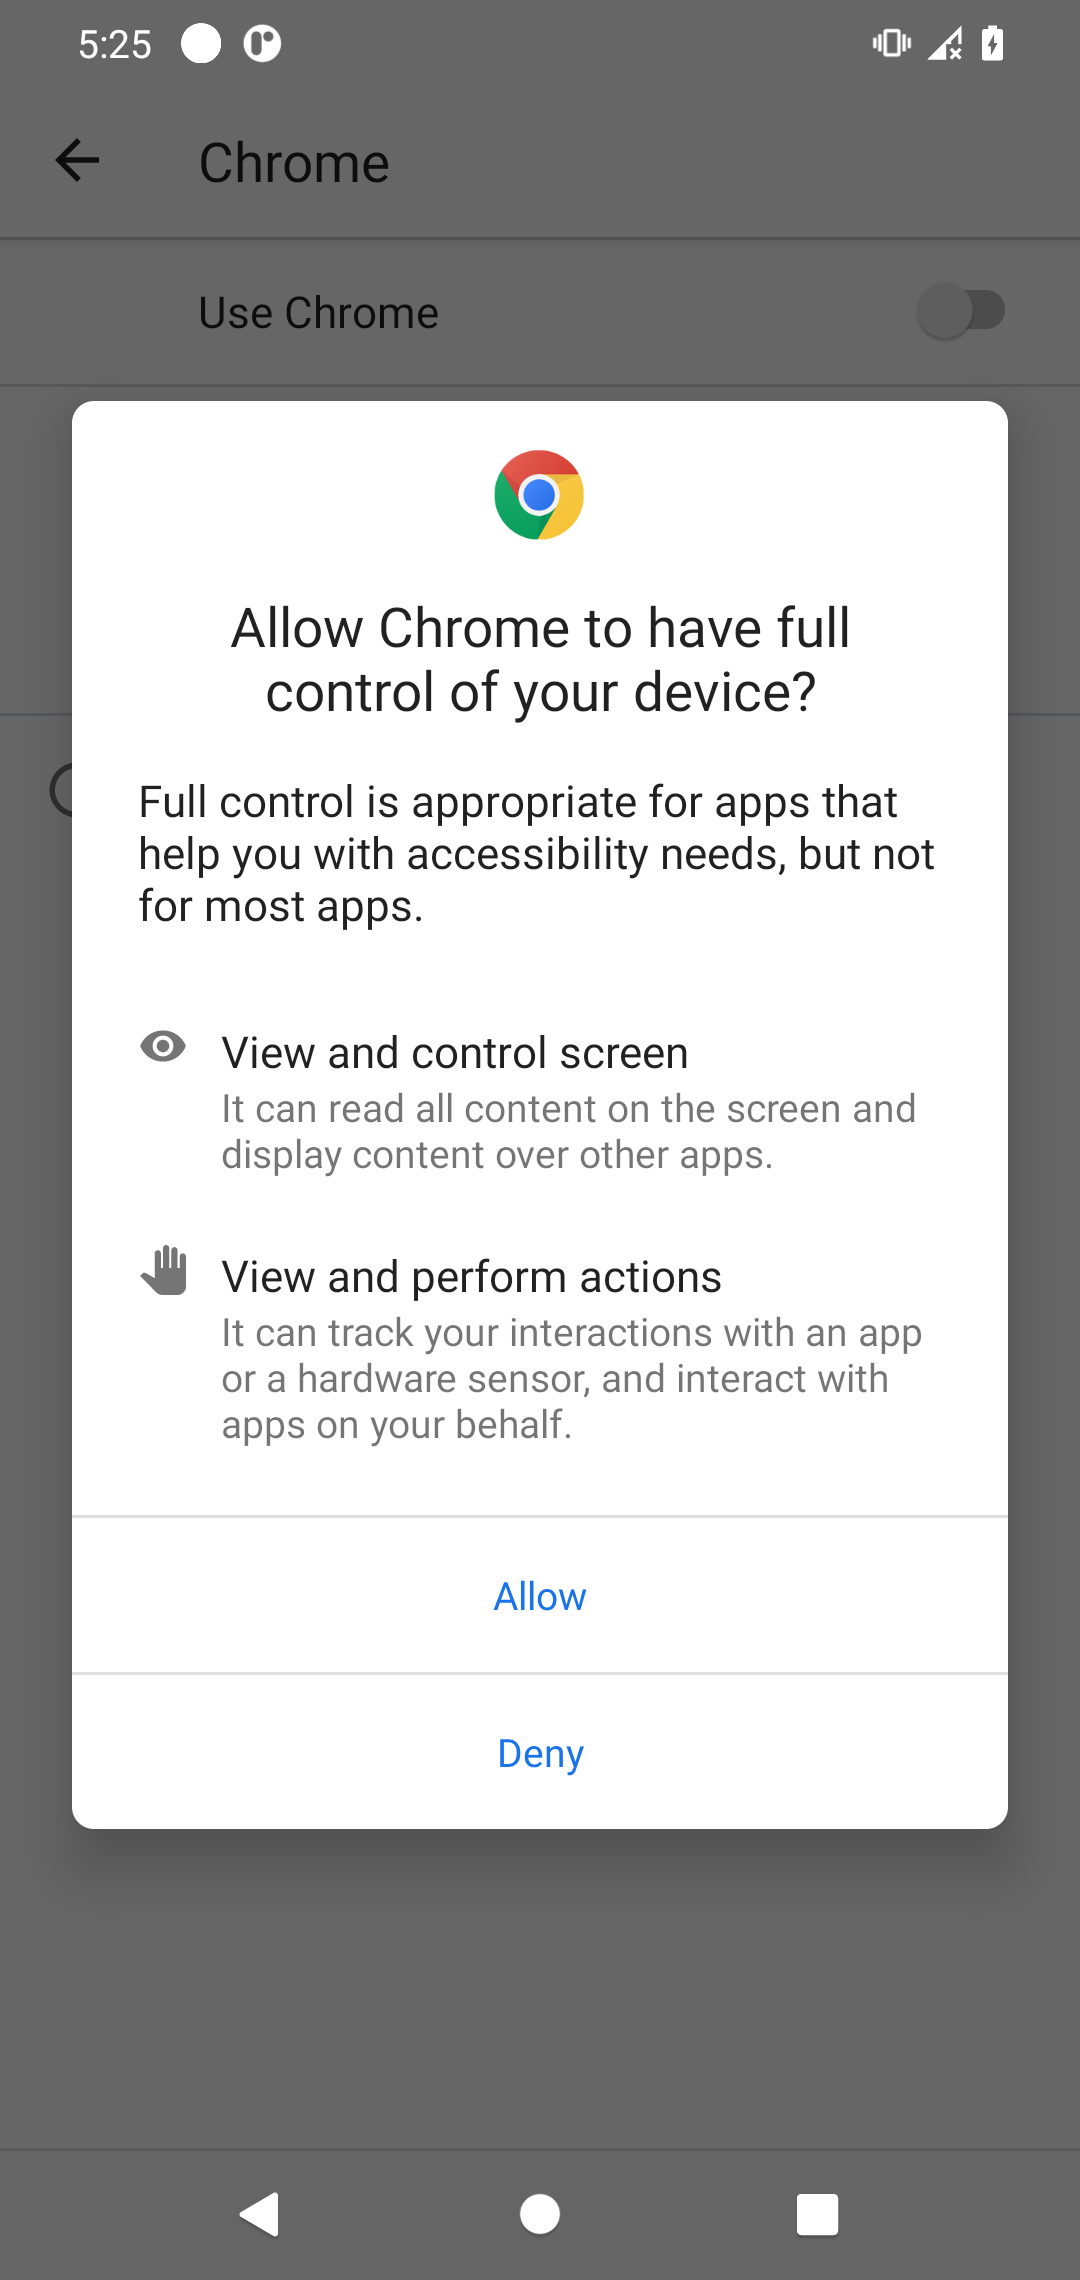 5:25
Chrome
Use Chrome
Allow Chrome to have full
control of your device?
Full control is appropriate for apps that
help you with accessibility needs, but not
for most apps.
View and control screen
It can read all content on the screen and
display content over other apps.
View and perform actions
It can track your interactions with an app
or a hardware sensor, and interact with
apps on your behalf.
Allow
Deny